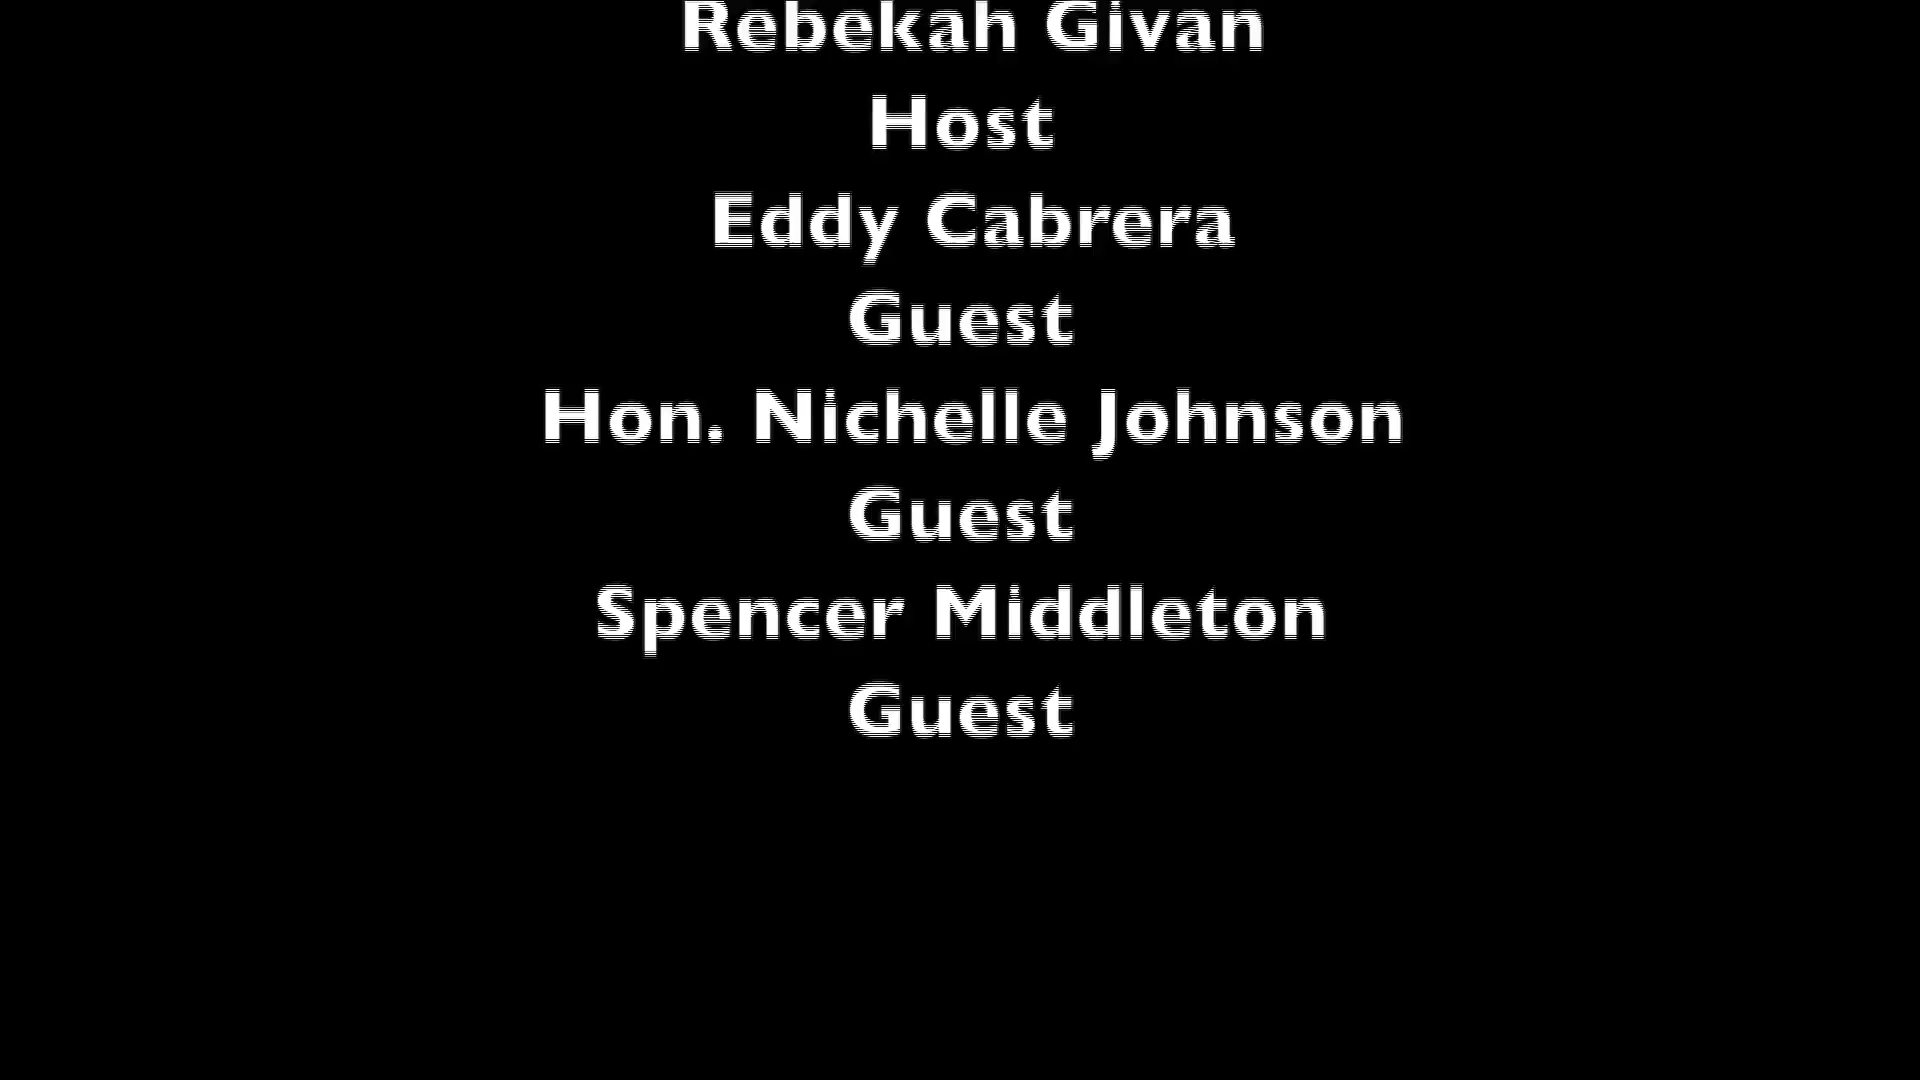 Rebekah Givan
Host
Eddy Cabrera
Guest
Hon. Nichelle Johnson
Guest
Spencer Middleton
Guest